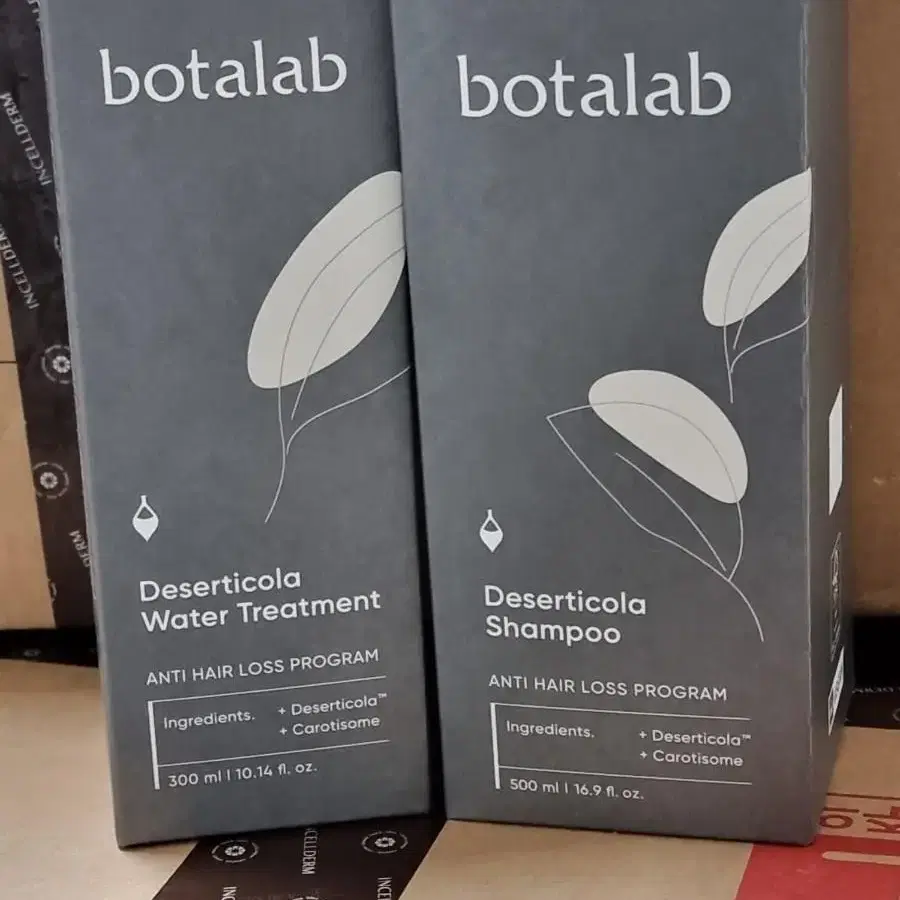 botalab
Deserticola
Water Treatment
ANTI HAIR LOSS PROGRAM
Ingredients. + Deserticola™
+ Carotisome
300 ml | 10.14 fl. oz.
botalab
Deserticola
Shampoo
ANTI HAIR LOSS PROGRAM
Ingredients. + Deserticola™
+ Carotisome
500 ml | 16.9 fl. oz.
INCELLDERM
INCELLDERM
INCELLDERM